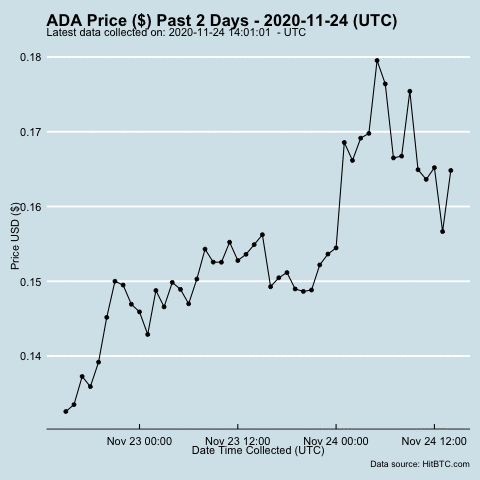 ADA Price ($) Past 2 Days - 2020-11-24 (UTC)
Latest data collected on: 2020-11-24 14:01:01 - UTC
0.18
0.17
0.16
0.15
0.14
Price USD ($)
Nov 23 00:00 Nov 23 12:00 Nov 24 00:00 Nov 24 12:00
Date Time Collected (UTC)
Data source: HitBTC.com